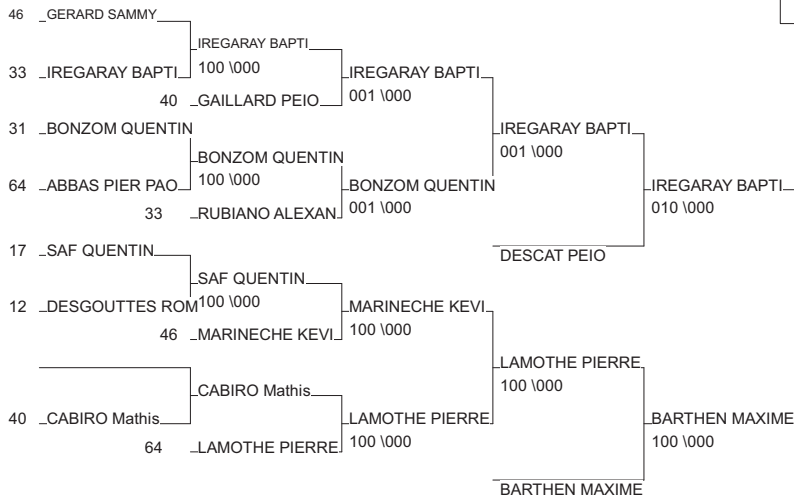 46 GERARD SAMMY
IREGARAY BAPTI
33 IREGARAY BAPTI 100 \000 IREGARAY BAPTI
40 GAILLARD PEIO 001 \000
31 BONZOM QUENTIN IREGARAY BAPTI
001 \000
BONZOM QUENTIN
64 ABBAS PIER PAO 100 \000 BONZOM QUENTIN IREGARAY BAPTI
33 RUBIANO ALEXAN 001 \000 010 \000
17 SAF QUENTIN DESCAT PEIO
SAF QUENTIN
12 DESGOUTTES ROM 100 \000 MARINECHE KEVI
46 MARINECHE KEVI 100 \000
LAMOTHE PIERRE
100 \000
CABIRO Mathis
40 CABIRO Mathis LAMOTHE PIERRE BARTHEN MAXIME
64 LAMOTHE PIERRE 100 \000 100 \000
BARTHEN MAXIME